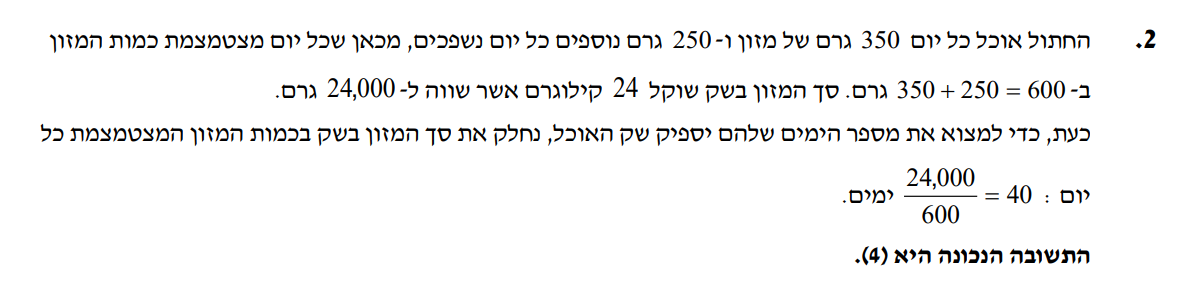 2. החתול אוכל כל יום 350 גרם של מזון ו-250 גרם נוספים כל יום נשפכים, מכאן שכל יום מצטמצמת כמות המזון
ב- 350 + 250 = 600 גרם. סך המזון בשק שוקל 24 קילוגרם אשר שווה ל- 24,000 גרם.
כעת, כדי למצוא את מספר הימים שלהם יספיק שק האוכל, נחלק את סך המזון בשק בכמות המזון המצטמצמת כל
יום : 24,000/600 = 40 ימים.
התשובה הנכונה היא (4).